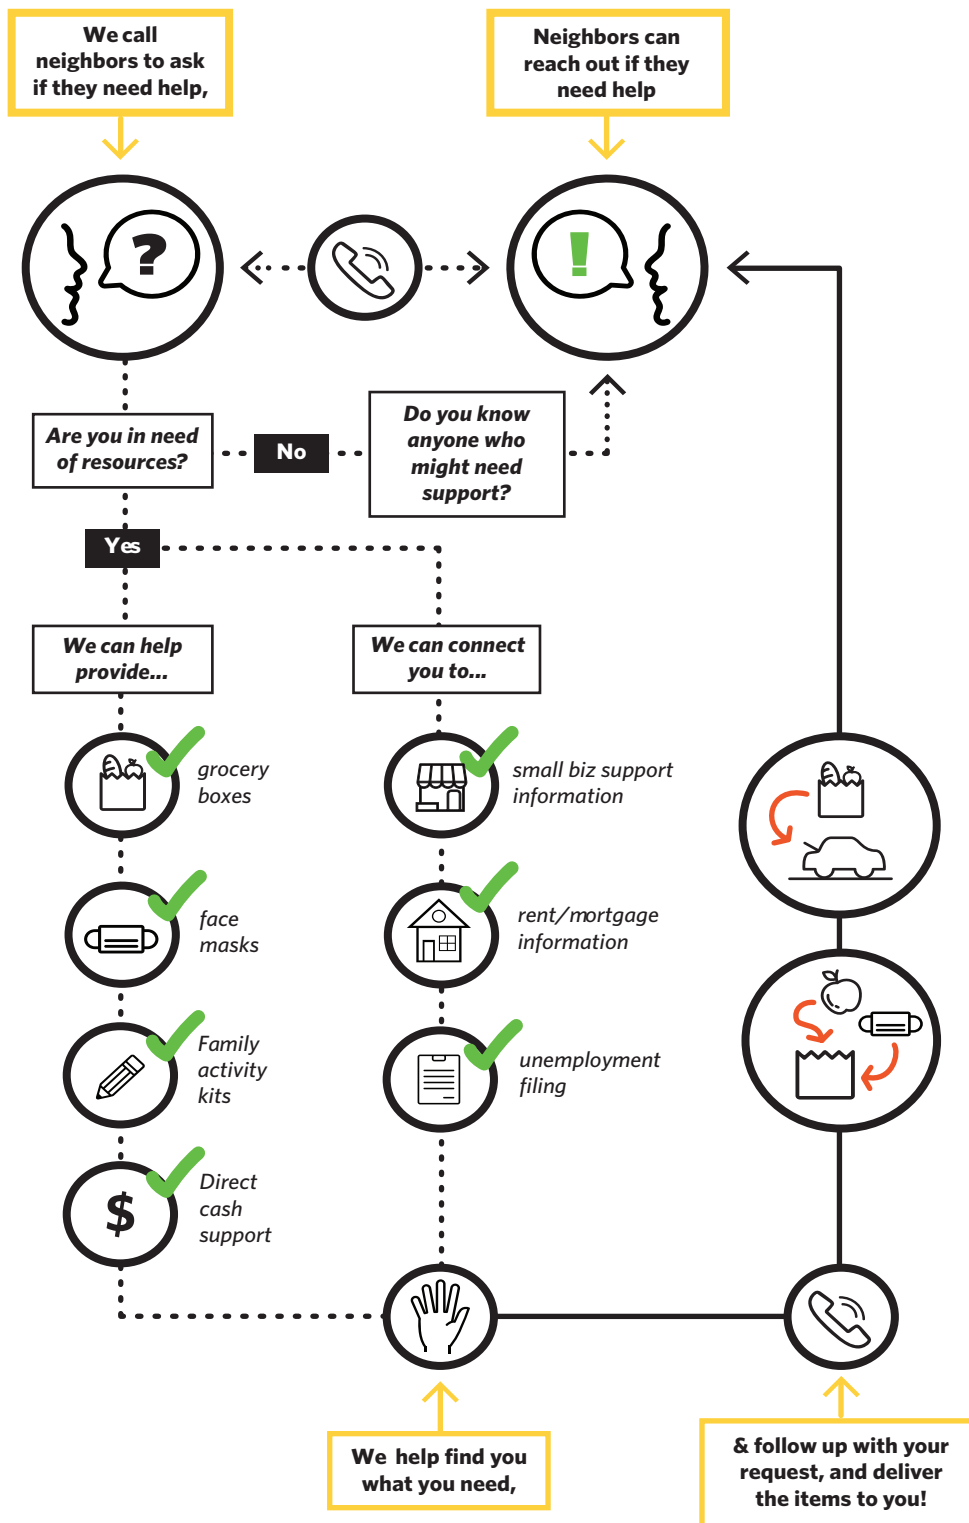 We call
neighbors to ask
if they need help,
Neighbors can
reach out if they
need help
?
!
Are you in need
of resources?
No
Do you know
anyone who
might need
support?
Yes
We can help
provide...
We can connect
you to...
grocery
boxes
small biz support
information
face
masks
rent/mortgage
information
Family
activity
kits
unemployment
filing
$
Direct
cash
support
We help find you
what you need,
& follow up with your
request, and deliver
the items to you!